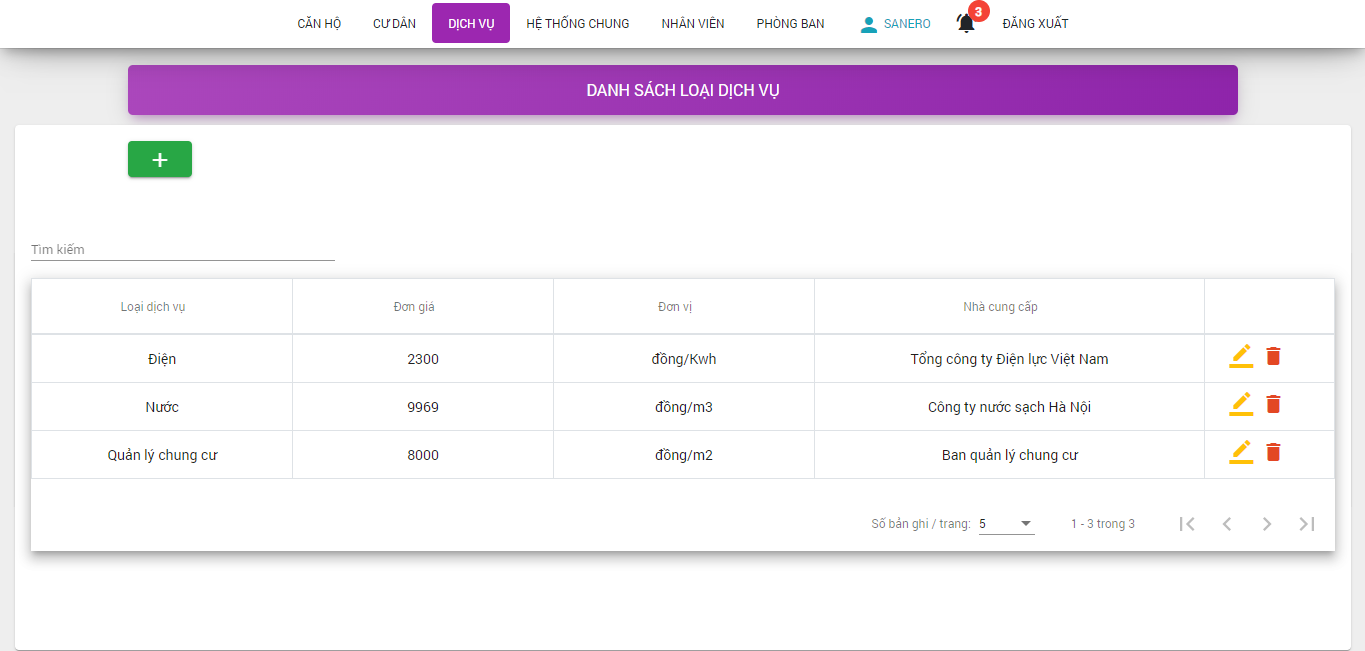 CĂN HỘ CƯ DÂN DỊCH VỤ HỆ THỐNG CHUNG NHÂN VIÊN PHÒNG BAN SANERO 3 ĐĂNG XUẤT
DANH SÁCH LOẠI DỊCH VỤ
+
Tìm kiếm
Loại dịch vụ Đơn giá Đơn vị Nhà cung cấp
Điện 2300 đồng/Kwh Tổng công ty Điện lực Việt Nam
Nước 9969 đồng/m3 Công ty nước sạch Hà Nội
Quản lý chung cư 8000 đồng/m2 Ban quản lý chung cư
Số bản ghi / trang: 5 1 - 3 trong 3